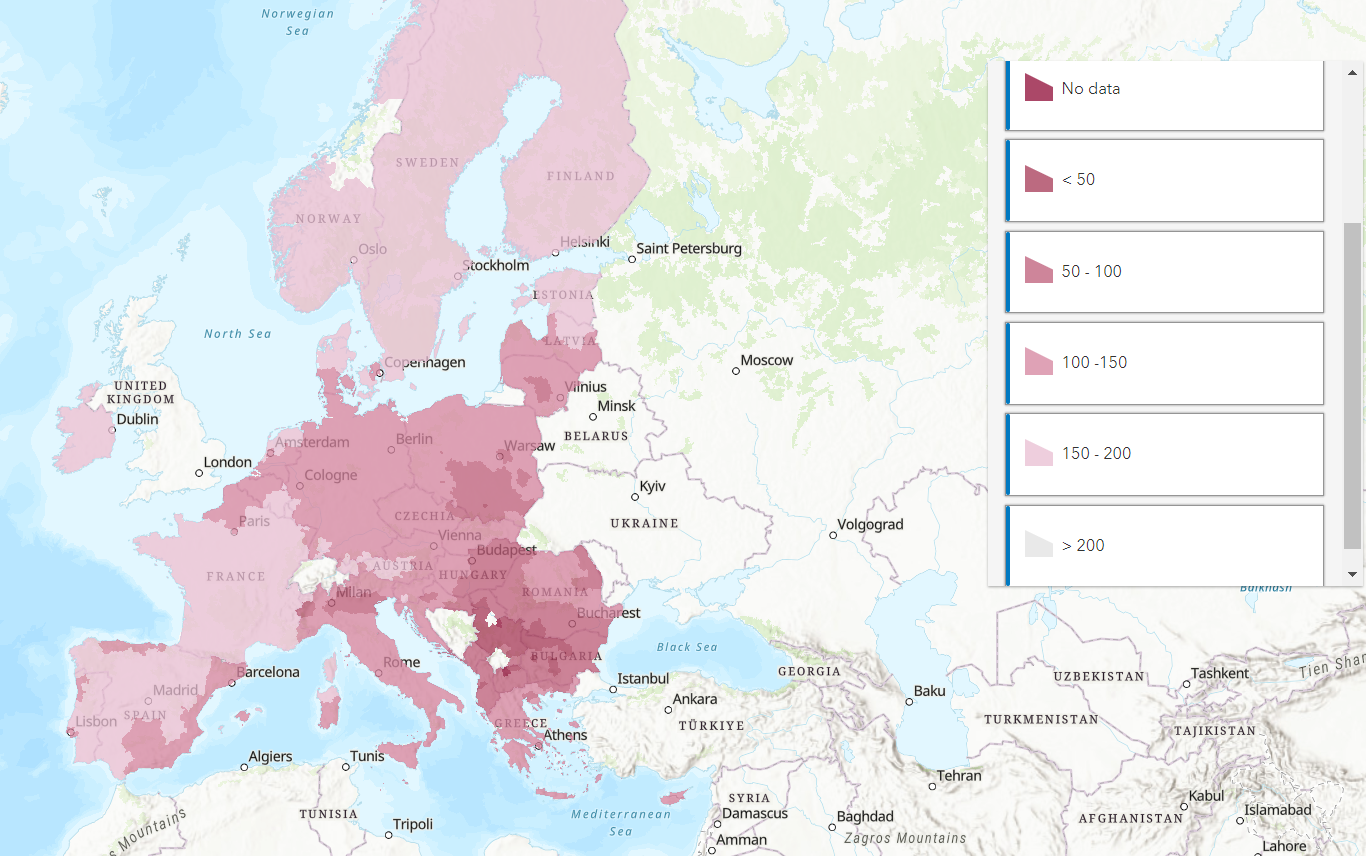 Norwegian
Sea
No data
SWEDEN
FINLAND
< 50
NORWAY
Oslo
Helsinki
Saint Petersburg
Stockholm
50 - 100
ESTONIA
North Sea
LATVIA
Copenhagen
Moscow
100 -150
UNITED
KINGDOM
Vilnius
Minsk
Dublin
BELARUS
Amsterdam
Berlin
Warsaw
London
Cologne
150 - 200
Kyiv
CZECHIA
Paris
UKRAINE
Volgograd
Vienna
Budapest
> 200
AUSTRIA
FRANCE
HUNGARY
Milan
ROMANIA
Balkhash
Bucharest
Black Sea
BULGARIA
Rome
Barcelona
GEORGIA
Istanbul
UZBEKISTAN
Tashkent
Tien Shan
Madrid
Ankara
Baku
SPAIN
Lisbon
GREECE
TÜRKIYE
TURKMENISTAN
Athens
TAJIKISTAN
Algiers
Tunis
Tehran
SYRIA
Kabul
TUNISIA
Mediterranean
Sea
Damascus
Baghdad
AFGHANISTAN
Islamabad
Tripoli
Mountains
Amman
Zagros Mountains
Lahore